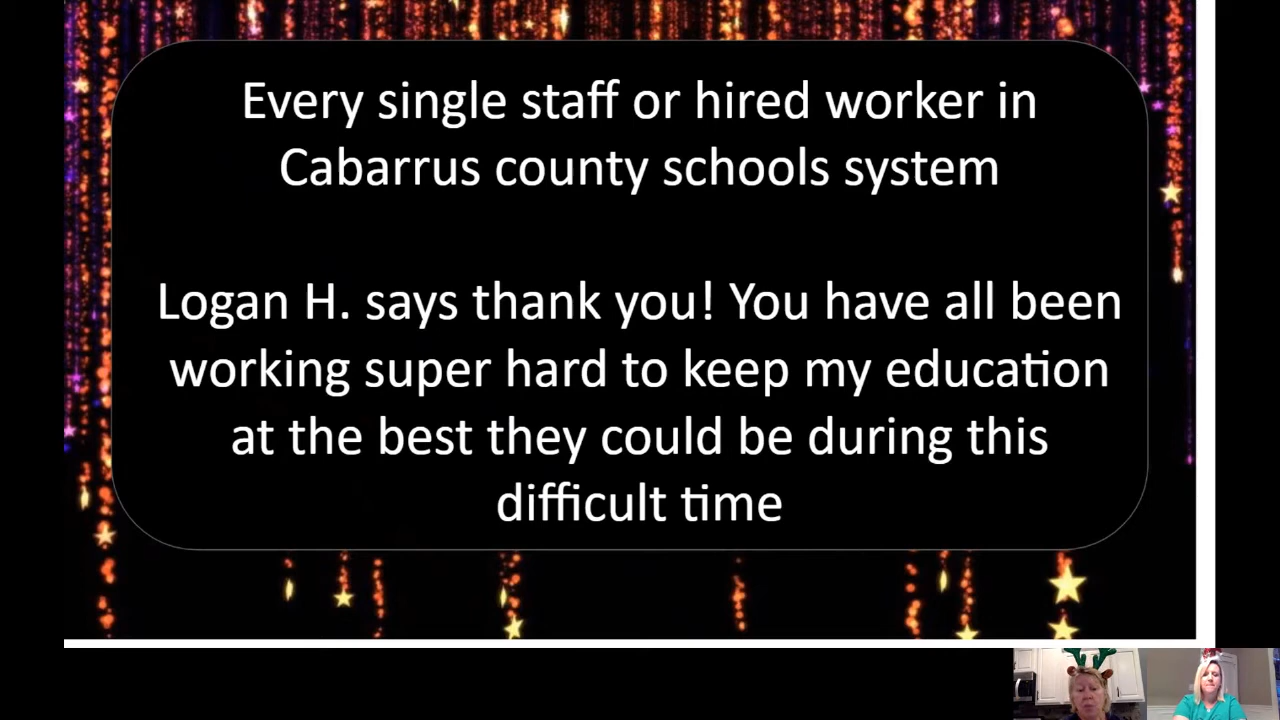 Every single staff or hired worker in
Cabarrus county schools system
Logan H. says thank you! You have all been
working super hard to keep my education
at the best they could be during this
difficult time